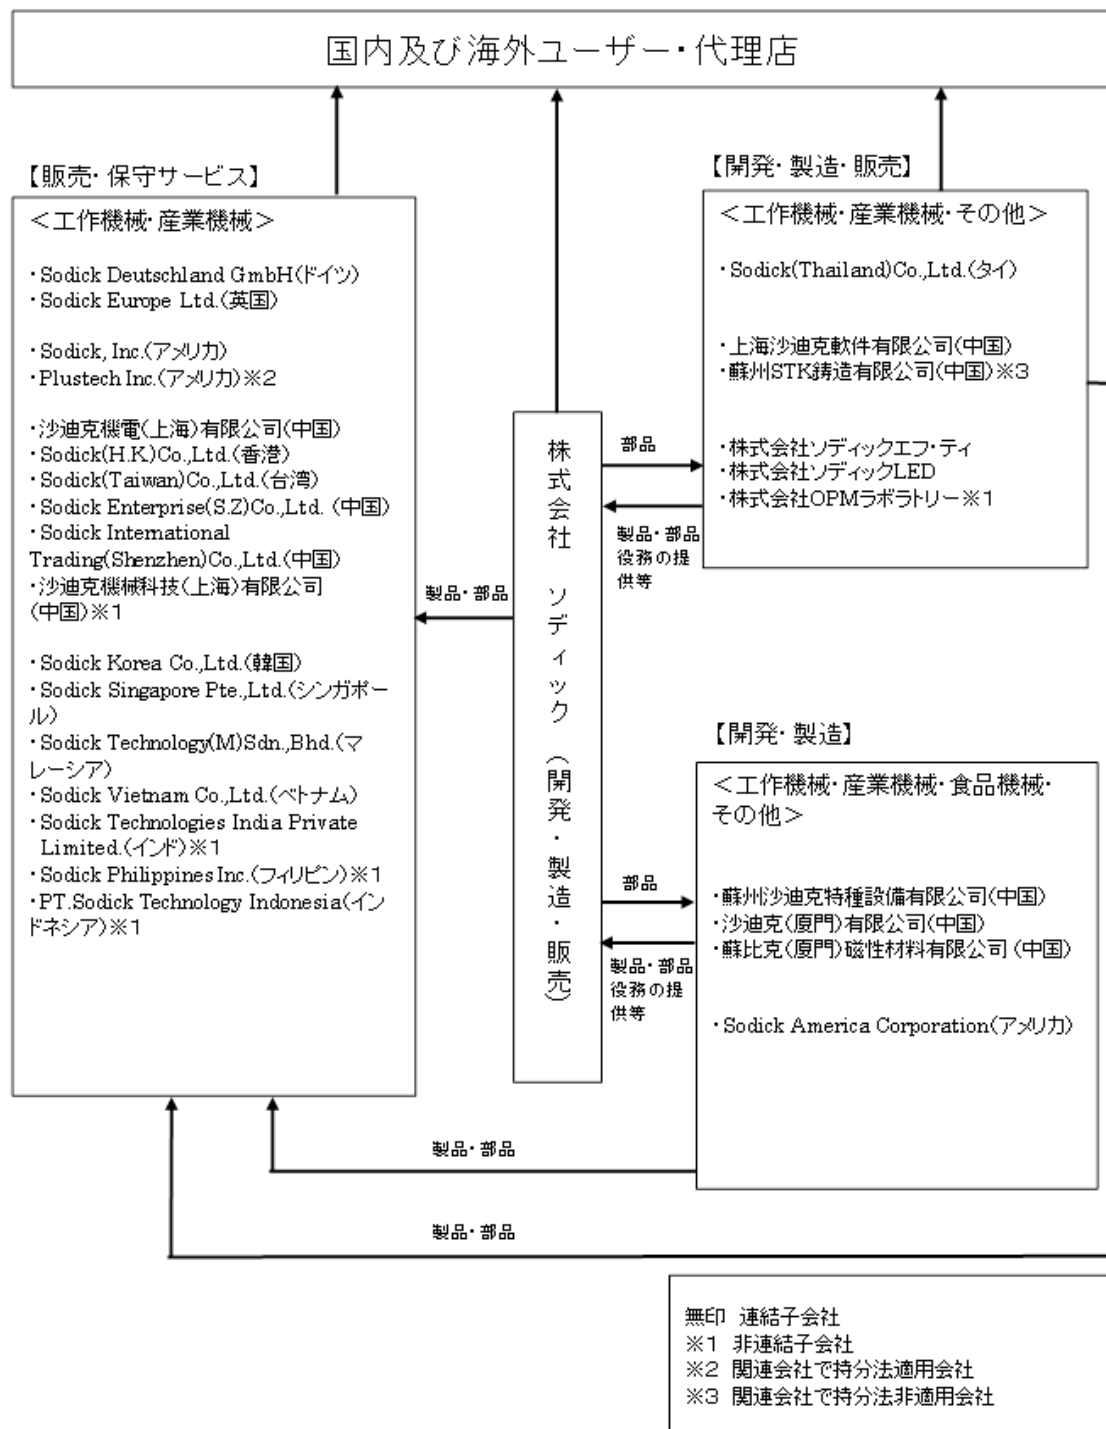 国内及び海外ユーザー・代理店
【販売・保守サービス】
＜工作機械・産業機械＞
・Sodick Deutschland GmbH(ドイツ)
・Sodick Europe Ltd.(英国)
・Sodick, Inc.(アメリカ)
・Plustech Inc.(アメリカ)※2
・沙迪克機電(上海)有限公司(中国)
・Sodick(H.K.)Co.,Ltd.(香港)
・Sodick(Taiwan)Co.,Ltd.(台湾)
・Sodick Enterprise(S.Z)Co.,Ltd. (中国)
・Sodick International
Trading(Shenzhen)Co.,Ltd.(中国)
・沙迪克機械科技(上海)有限公司
(中国)※1
・Sodick Korea Co.,Ltd.(韓国)
・Sodick Singapore Pte.,Ltd.(シンガポー
ル)
・Sodick Technology(M)Sdn.,Bhd.(マ
レーシア)
・Sodick Vietnam Co.,Ltd.(ベトナム)
・Sodick Technologies India Private
Limited.(インド)※1
・Sodick Philippines Inc.(フィリピン)※1
・PT.Sodick Technology Indonesia(イン
ドネシア)※1
製品・部品
株式会社 ソディック (開発・製造・販売)
部品
製品・部品
役務の提
供等
【開発・製造・販売】
＜工作機械・産業機械・その他＞
・Sodick(Thailand)Co.,Ltd.(タイ)
・上海沙迪克軟件有限公司(中国)
・蘇州STK鋳造有限公司(中国)※3
・株式会社ソディックエフ・ティ
・株式会社ソディックLED
・株式会社OPMラボラトリー※1
部品
製品・部品
役務の提
供等
【開発・製造】
＜工作機械・産業機械・食品機械・
その他＞
・蘇州沙迪克特種設備有限公司(中国)
・沙迪克(厦門)有限公司(中国)
・蘇比克(厦門)磁性材料有限公司 (中国)
・Sodick America Corporation(アメリカ)
製品・部品
製品・部品
無印 連結子会社
※1 非連結子会社
※2 関連会社で持分法適用会社
※3 関連会社で持分法非適用会社